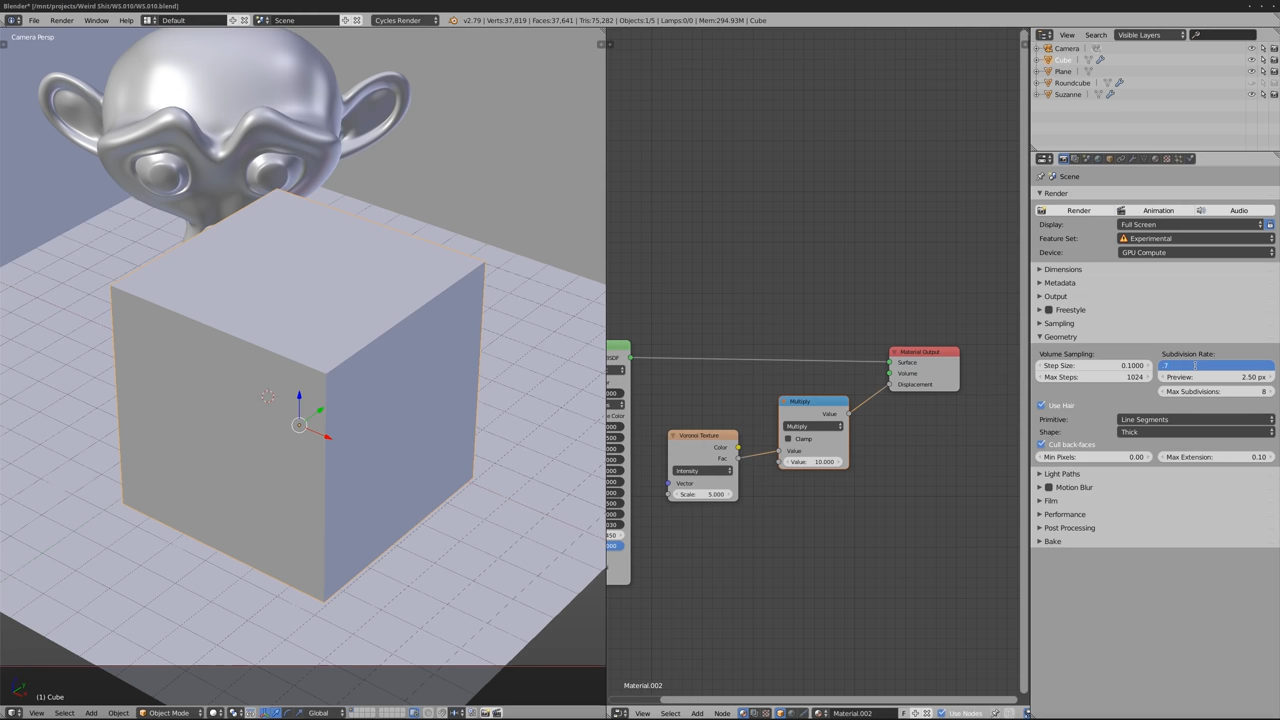 Blender* [/mnt/projects/Weird Shit/WS.010/WS.010.blend]
File Render Window Help Default Scene Cycles Render v2.79 | Verts:37,819 | Faces:37,641 | Tris:75,282 | Objects:1/5 | Lamps:0/0 | Mem:294.93M | Cube
Camera Persp
(1) Cube
View Select Add Object Object Mode Global
Color
Surface
Material Output
Surface
Volume
Displacement
Multiply
Value
Multiply
Clamp
Value
Value: 10.000
Voronoi Texture
Color
Fac
Intensity
Vector
Scale: 5.000
Material.002
View Select Add Node Material.002 F Use Nodes
View Search Visible Layers
Camera
Cube
Plane
Roundcube
Suzanne
Scene
Render
Render Animation Audio
Display: Full Screen
Feature Set: Experimental
Device: GPU Compute
Dimensions
Metadata
Output
Freestyle
Sampling
Geometry
Volume Sampling: Subdivision Rate:
Step Size: 0.1000 .7
Max Steps: 1024 Preview: 2.50 px
Max Subdivisions: 8
Use Hair
Primitive: Line Segments
Shape: Thick
Cull back-faces
Min Pixels: 0.00 Max Extension: 0.10
Light Paths
Motion Blur
Film
Performance
Post Processing
Bake